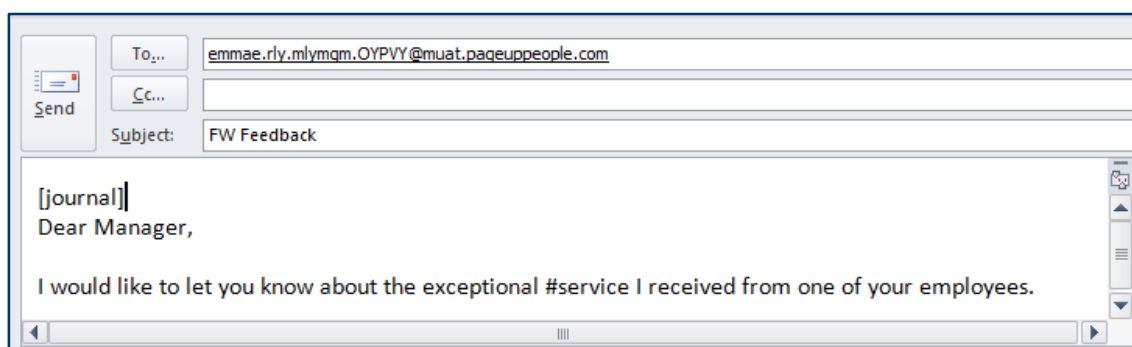 To...
emmae.rly.mlymqm.OYPVY@muat.pageuppeople.com
Send
Cc...
Subject:
FW Feedback
[journal]
Dear Manager,
I would like to let you know about the exceptional #service I received from one of your employees.